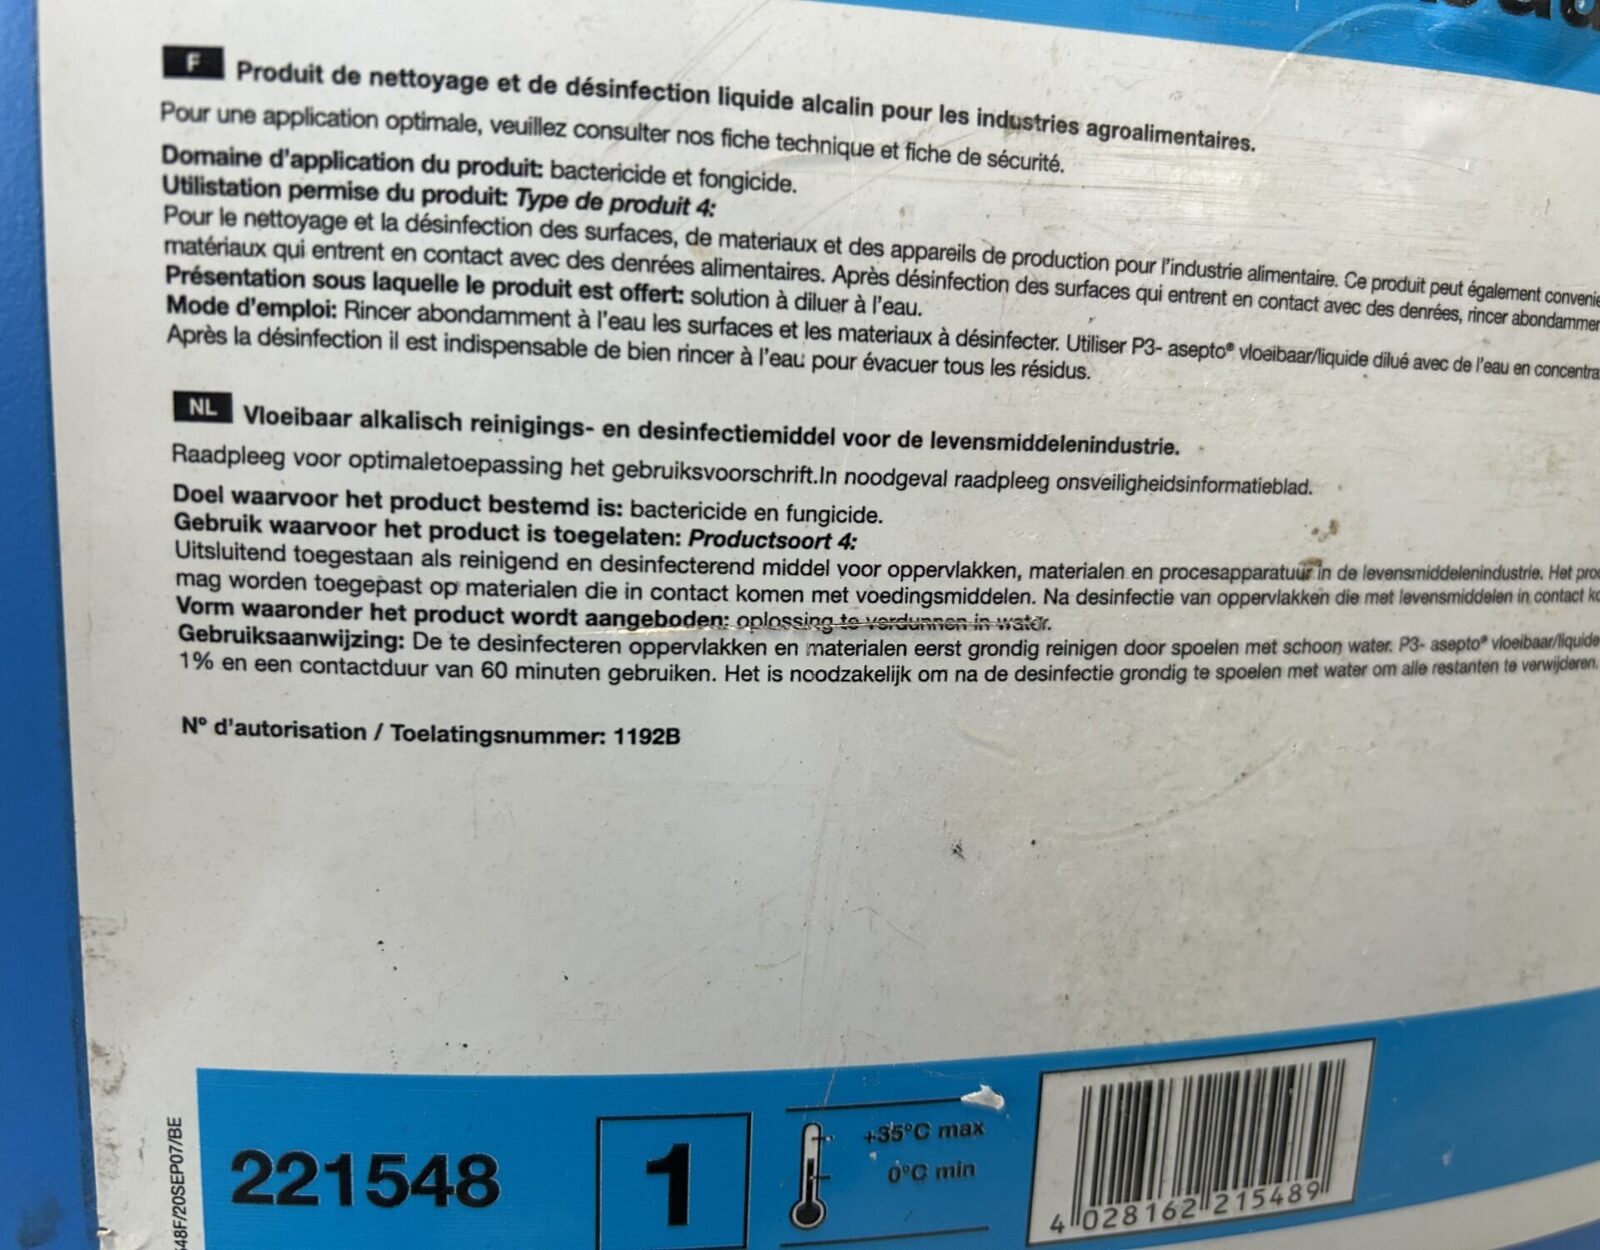 F Produit de nettoyage et de désinfection liquide alcalin pour les industries agroalimentaires.
Pour une application optimale, veuillez consulter nos fiche technique et fiche de sécurité.
Domaine d'application du produit: bactericide et fongicide.
Utilistation permise du produit: Type de produit 4:
Pour le nettoyage et la désinfection des surfaces, de materiaux et des appareils de production pour l'industrie alimentaire. Ce produit peut également
matériaux qui entrent en contact avec des denrées alimentaires. Après désinfection des surfaces qui entrent en contact avec des denrées, rincer
Présentation sous laquelle le produit est offert: solution à diluer à l'eau.
Mode d'emploi: Rincer abondamment à l'eau les surfaces et les materiaux à désinfecter. Utiliser P3- asepto® vloeibaar/liquide dilué avec de l'eau en
Après la désinfection il est indispensable de bien rincer à l'eau pour évacuer tous les résidus.
NL Vloeibaar alkalisch reinigings- en desinfectiemiddel voor de levensmiddelenindustrie.
Raadpleeg voor optimaletoepassing het gebruiksvoorschrift.In noodgeval raadpleeg onsveiligheidsinformatieblad.
Doel waarvoor het product bestemd is: bactericide en fungicide.
Gebruik waarvoor het product is toegelaten: Productsoort 4:
Uitsluitend toegestaan als reinigend en desinfecterend middel voor oppervlakken, materialen en procesapparatuur in de levensmiddelenindustrie. Het
mag worden toegepast op materialen die in contact komen met voedingsmiddelen. Na desinfectie van oppervlakken die met levensmiddelen in contact
Vorm waaronder het product wordt aangeboden: oplossing te verdunnen in water.
Gebruiksaanwijzing: De te desinfecteren oppervlakken en materialen eerst grondig reinigen door spoelen met schoon water. P3- asepto® vloeibaar/liquide
1% en een contactduur van 60 minuten gebruiken. Het is noodzakelijk om na de desinfectie grondig te spoelen met water om alle restanten te verwijderen.
N° d'autorisation / Toelatingsnummer: 1192B
48F/20SEP07/BE
221548
1
+35°C max
0°C min
4 028162 215489